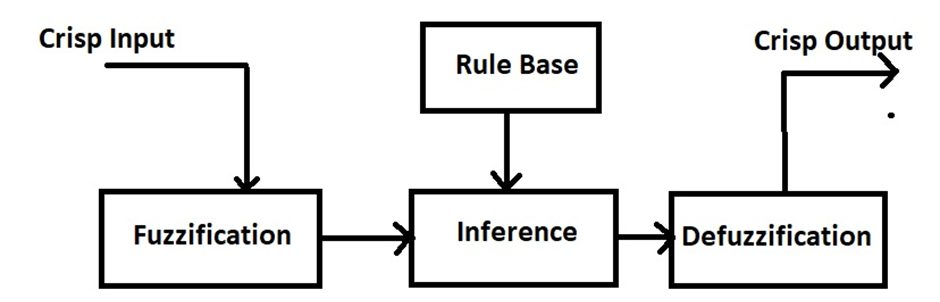 Crisp Input
Rule Base
Crisp Output
Fuzzification
Inference
Defuzzification